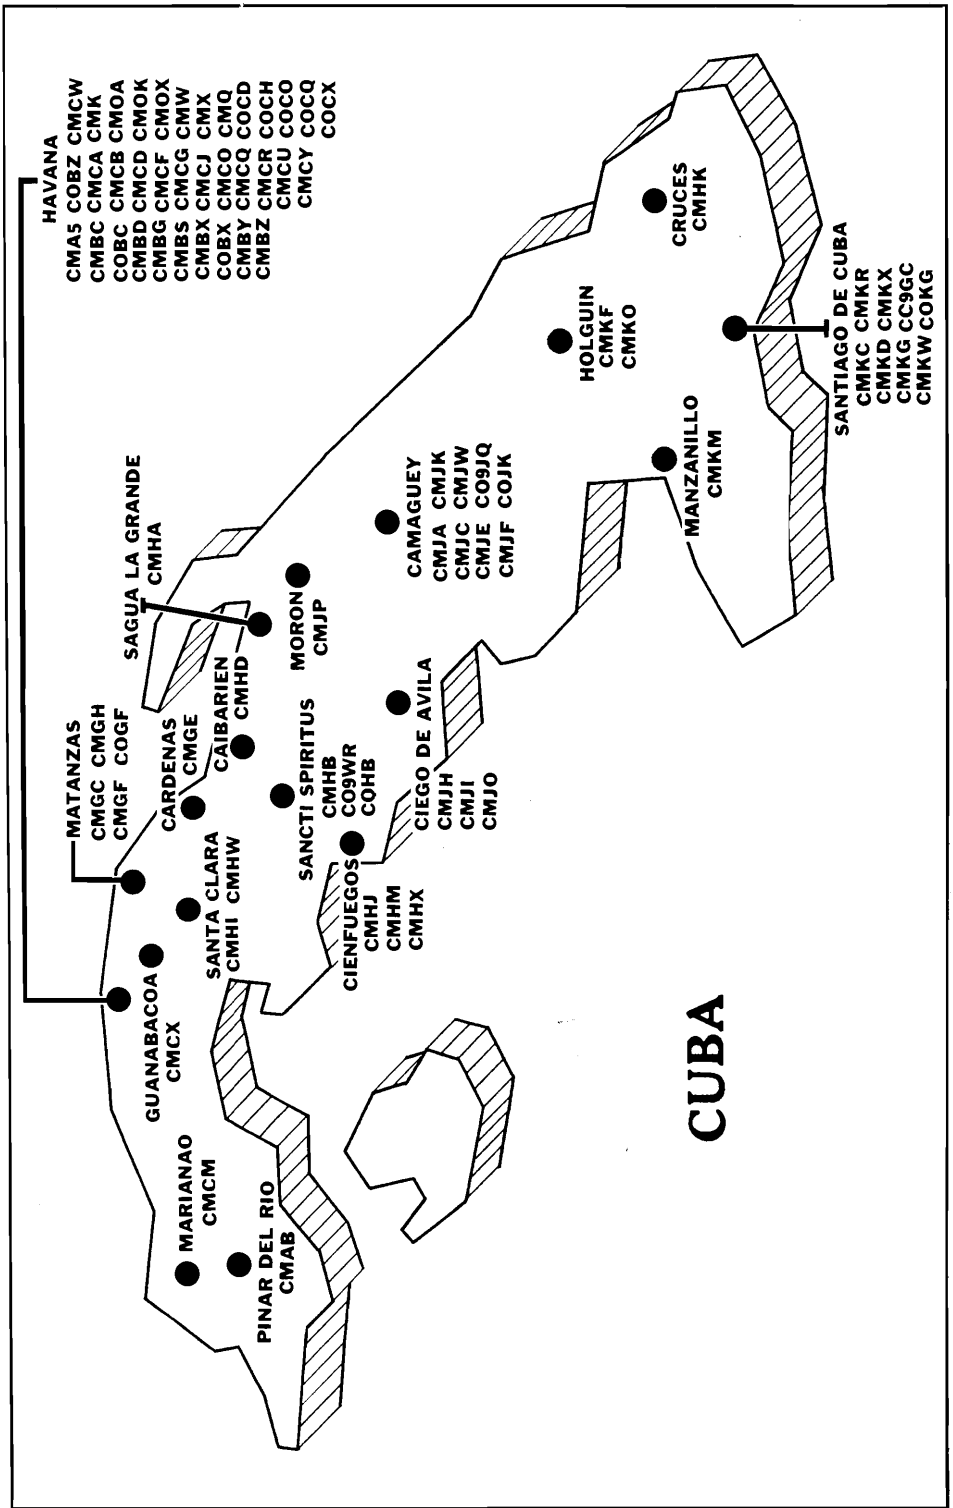 HAVANA
CMA5 COBZ CMCW
CMBC CMCA CMK
COBC CMCB CMOA
CMBD CMCD CMOK
CMBG CMCF CMOX
CMBS CMCG CMW
CMBX CMCJ CMX
COBX CMCO CMQ
CMBY CMCQ COCD
CMBZ CMCR COCH
CMCU COCO
CMCY COCQ
COCX
MATANZAS
CMGC CMGH
CMGF COGF
SAGUA LA GRANDE
CMHA
CARDENAS
CMGE
CAIBARIEN
CMHD
MORON
CMJP
GUANABACOA
CMCX
SANTA CLARA
CMHI CMHW
SANCTI SPIRITUS
CMHB
CO9WR
COHB
MARIANAO
CMCM
PINAR DEL RIO
CMAB
CIENFUEGOS
CMHJ
CMHM
CMHX
CIEGO DE AVILA
CMJH
CMJI
CMJO
CAMAGUEY
CMJA CMJK
CMJC CMJW
CMJE CO9JQ
CMJF COJK
HOLGUIN
CMKF
CMKO
CRUCES
CMHK
MANZANILLO
CMKM
SANTIAGO DE CUBA
CMKC CMKR
CMKD CMKX
CMKG CC9GC
CMKW COKG
CUBA